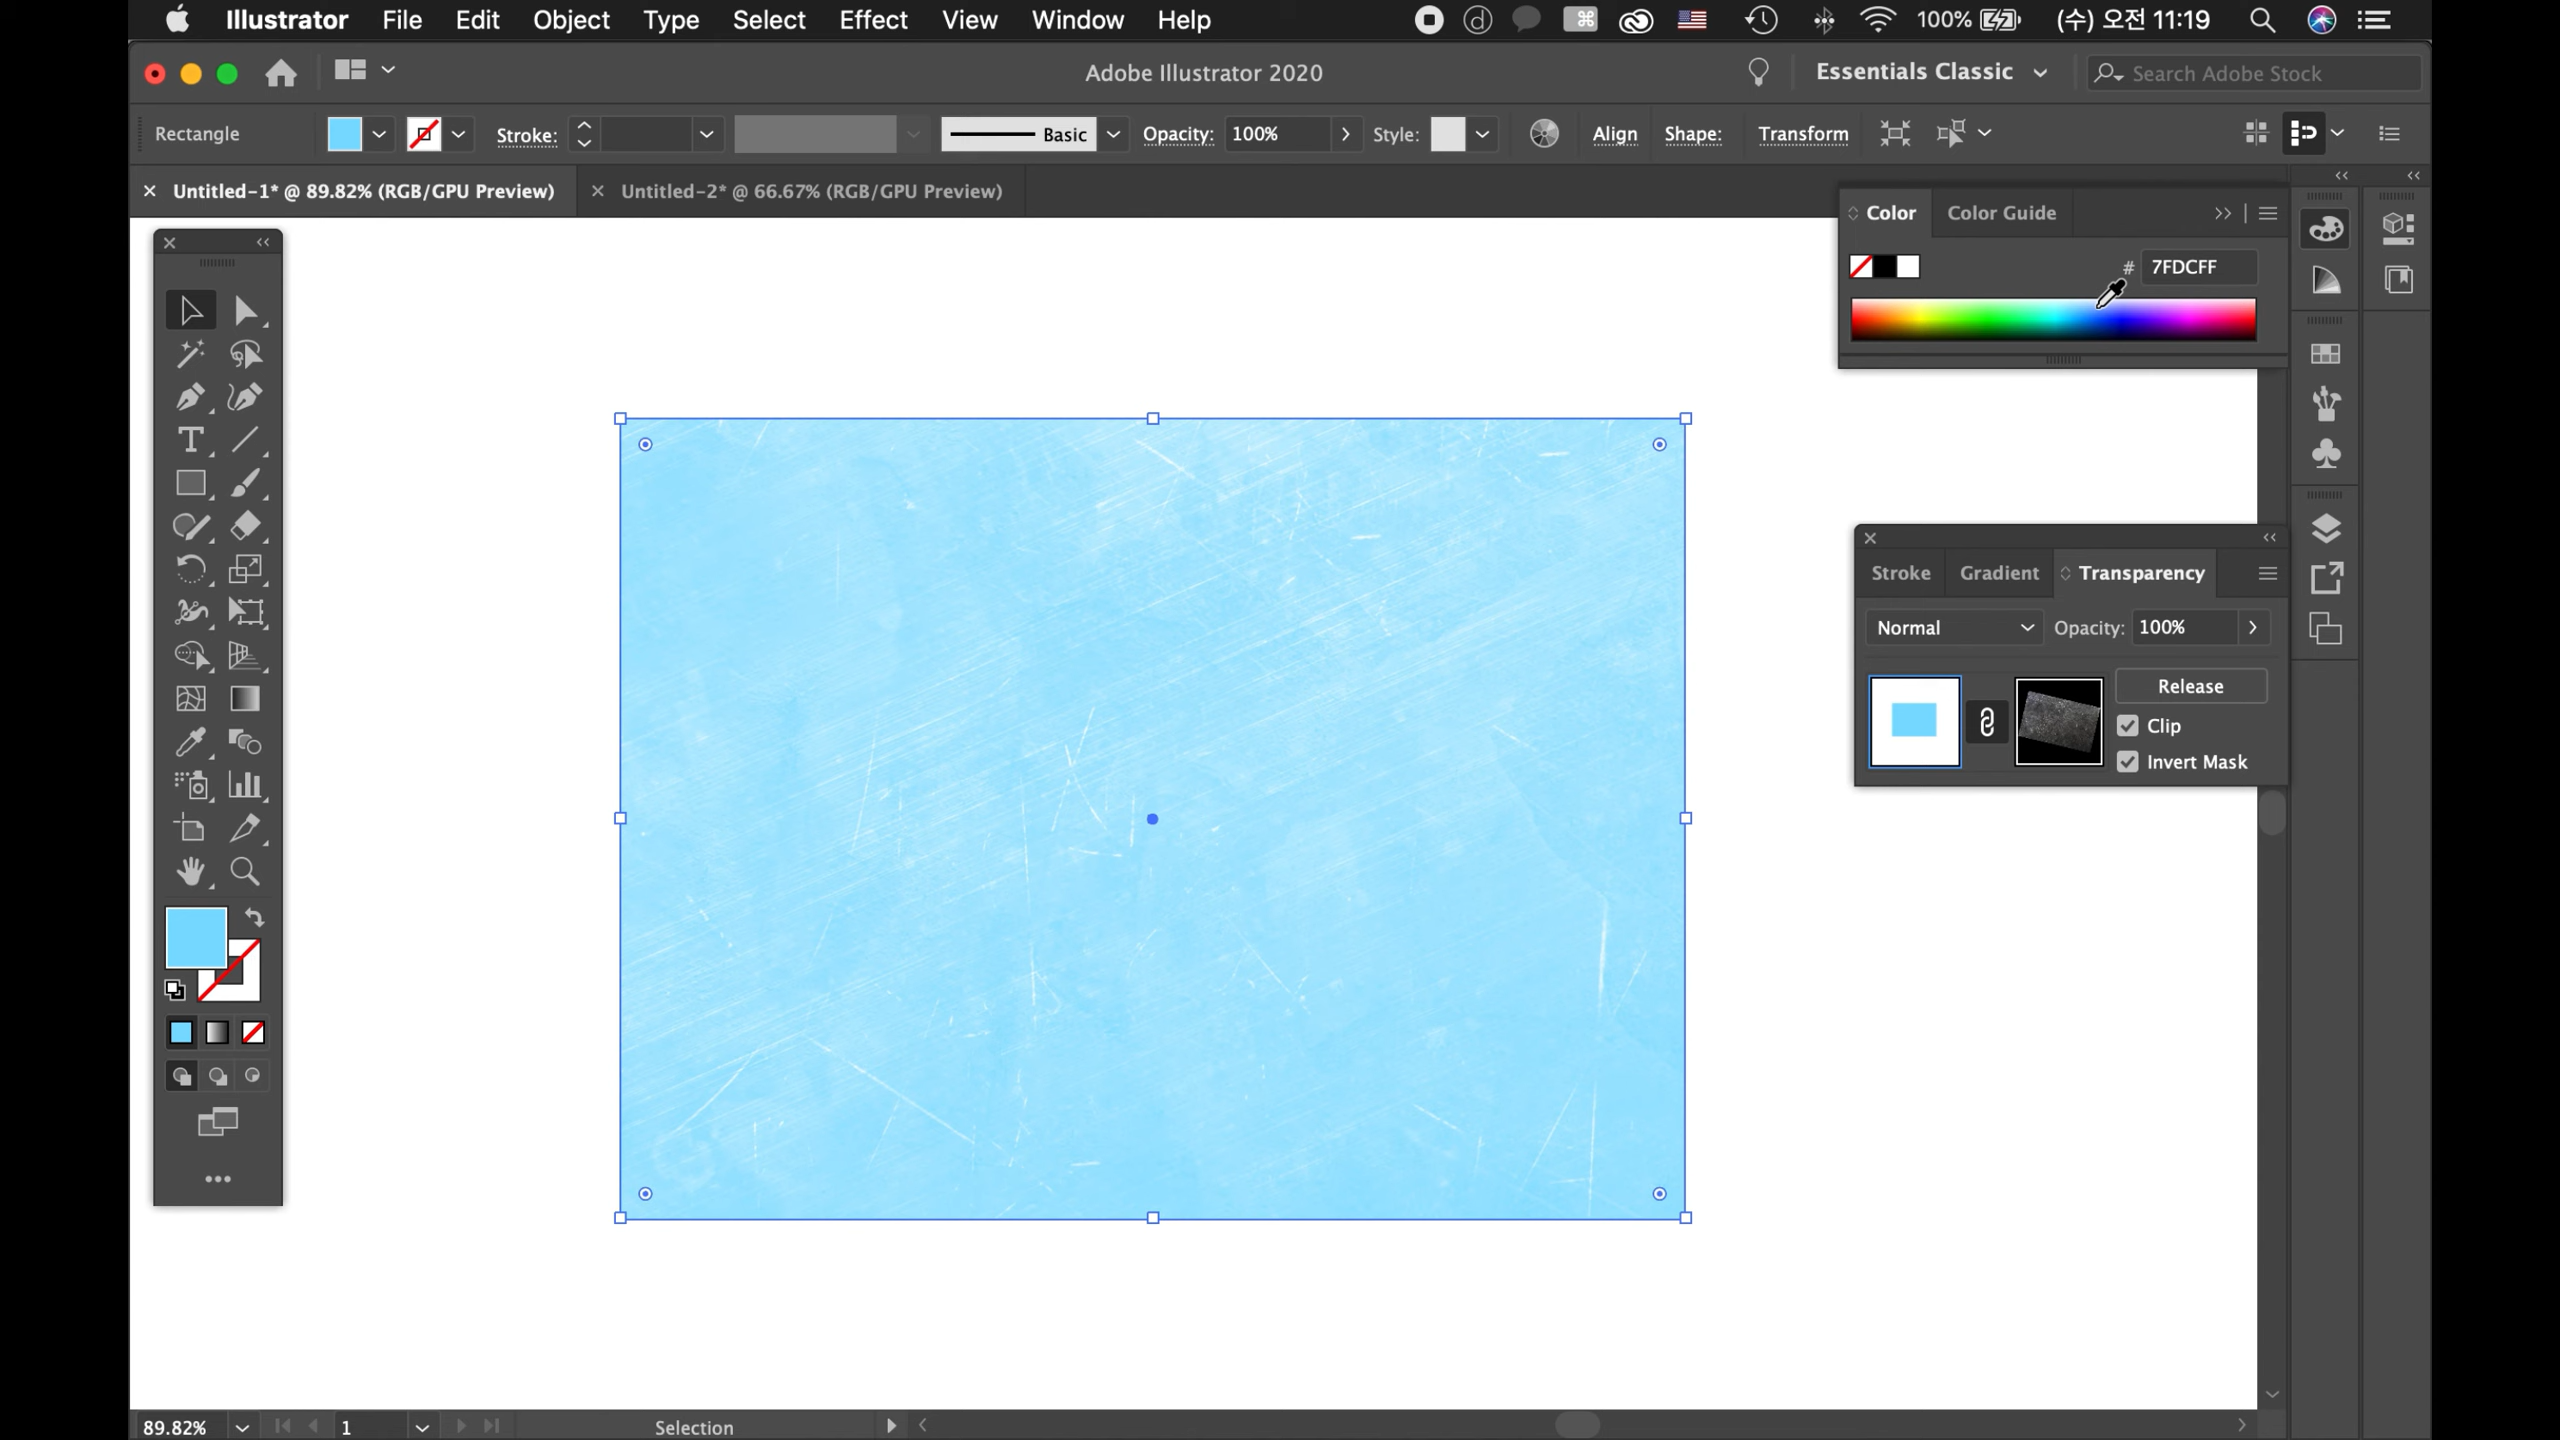 Illustrator File Edit Object Type Select Effect View Window Help 100% (수) 오전 11:19
Adobe Illustrator 2020 Essentials Classic Search Adobe Stock
Rectangle Stroke: Basic Opacity: 100% Style: Align Shape: Transform
Untitled-1* @ 89.82% (RGB/GPU Preview) Untitled-2* @ 66.67% (RGB/GPU Preview)
Color Color Guide
# 7FDCFF
Stroke Gradient Transparency
Normal Opacity: 100%
Release
Clip
Invert Mask
89.82% 1 Selection